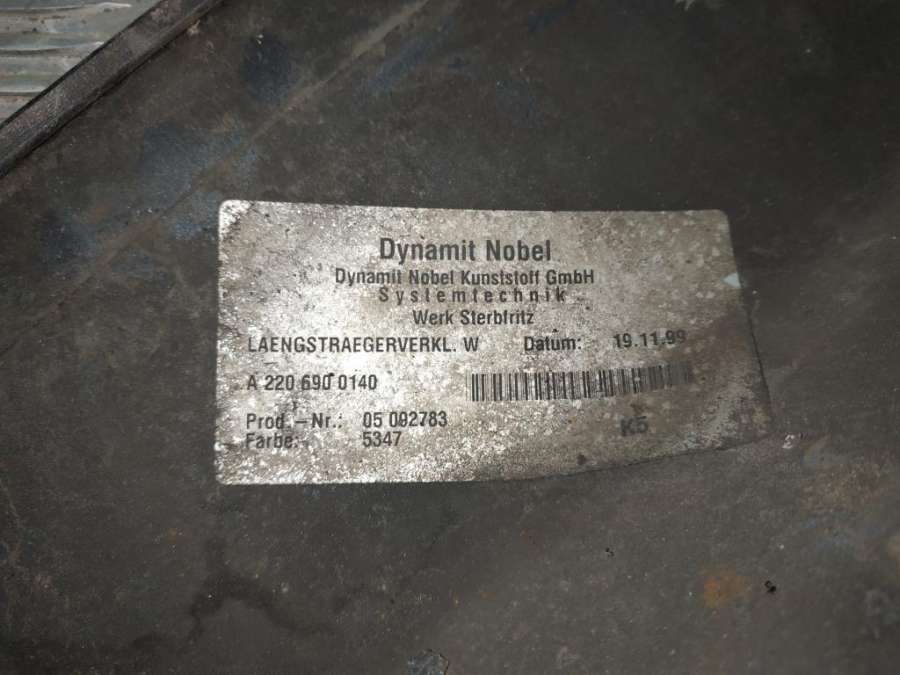 Dynamit Nobel
Dynamit Nobel Kunststoff GmbH
Systemtechnik
Werk Sterbfritz
LAENGSTRAEGERVERKL. W Datum: 19.11.99
A 220 690 0140
Prod.-Nr.: 05 092783
Farbe: 5347
K5